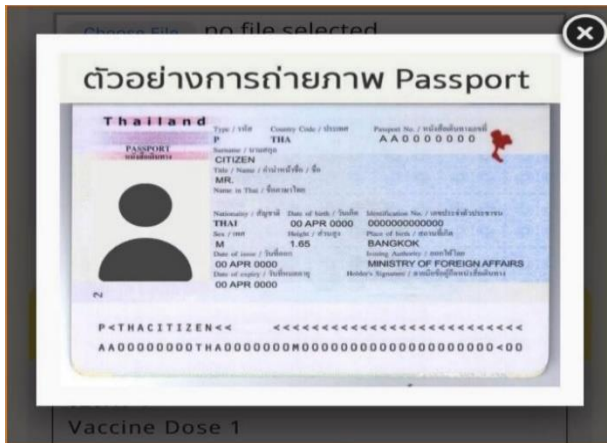 Choose File no file selected
ตัวอย่างการถ่ายภาพ Passport
Thailand
PASSPORT
หนังสือเดินทาง
Type / รหัส Country Code / ประเทศ Passport No. / หนังสือเดินทางเลขที่
P THA AA0000000
Surname / นามสกุล
CITIZEN
Title / Name / คำนำหน้าชื่อ / ชื่อ
MR.
Name in Thai / ชื่อภาษาไทย
Nationality / สัญชาติ Date of birth / วันเกิด Identification No. / เลขประจำตัวประชาชน
THAI 00 APR 0000 0000000000000
Sex / เพศ Height / ส่วนสูง Place of birth / สถานที่เกิด
M 1.65 BANGKOK
Date of issue / วันที่ออก Issuing Authority / ออกให้โดย
00 APR 0000 MINISTRY OF FOREIGN AFFAIRS
Date of expiry / วันที่หมดอายุ Holder's Signature / ลายมือชื่อผู้ถือหนังสือเดินทาง
00 APR 0000
2
P<THACITIZEN<< <<<<<<<<<<<<<<<<<<<<<<<<<<
AA00000000THA0000000M00000000000000000000<00
Vaccine Dose 1